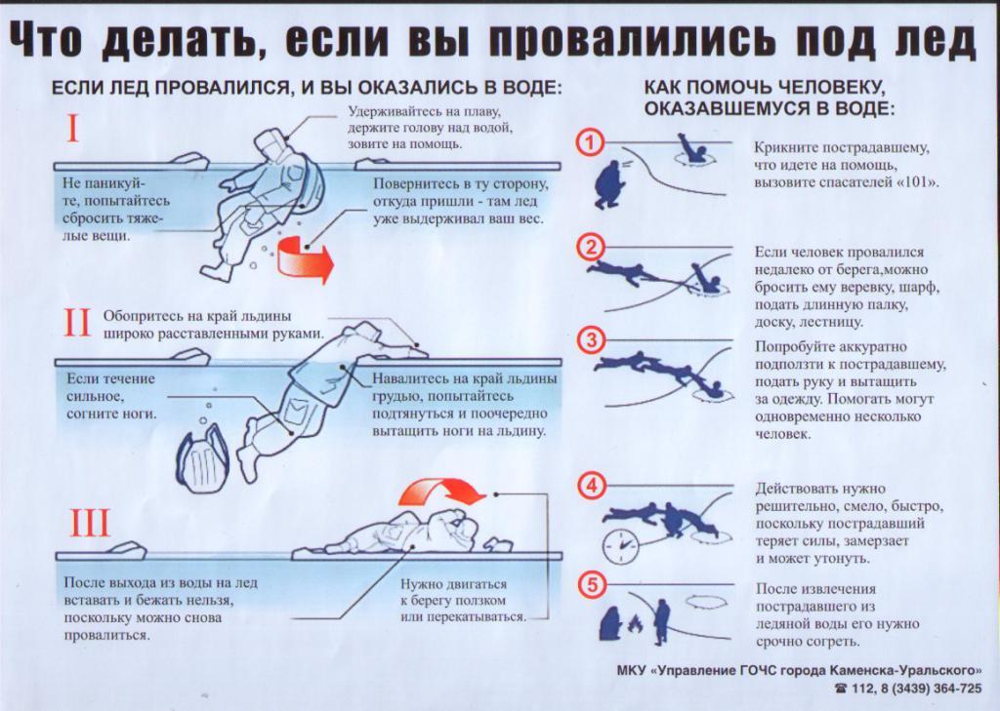 Что делать, если вы провалились под лед
ЕСЛИ ЛЕД ПРОВАЛИЛСЯ, И ВЫ ОКАЗАЛИСЬ В ВОДЕ:
I
Удерживайтесь на плаву,
держите голову над водой,
зовите на помощь.
Не паникуй-
те, попытайтесь
сбросить тяже-
лые вещи.
Повернитесь в ту сторону,
откуда пришли - там лед
уже выдерживал ваш вес.
II
Обопритесь на край льдины
широко расставленными руками.
Если течение
сильное,
согните ноги.
Навалитесь на край льдины
грудью, попытайтесь
подтянуться и поочередно
вытащить ноги на льдину.
III
После выхода из воды на лед
вставать и бежать нельзя,
поскольку можно снова
провалиться.
Нужно двигаться
к берегу ползком
или перекатываться.
КАК ПОМОЧЬ ЧЕЛОВЕКУ,
ОКАЗАВШЕМУСЯ В ВОДЕ:
1
Крикните пострадавшему,
что идете на помощь,
вызовите спасателей «101».
2
Если человек провалился
недалеко от берега,можно
бросить ему веревку, шарф,
подать длинную палку,
доску, лестницу.
3
Попробуйте аккуратно
подползти к пострадавшему,
подать руку и вытащить
за одежду. Помогать могут
одновременно несколько
человек.
4
Действовать нужно
решительно, смело, быстро,
поскольку пострадавший
теряет силы, замерзает
и может утонуть.
5
После извлечения
пострадавшего из
ледяной воды его нужно
срочно согреть.
МКУ «Управление ГОЧС города Каменска-Уральского»
☎ 112, 8 (3439) 364-725